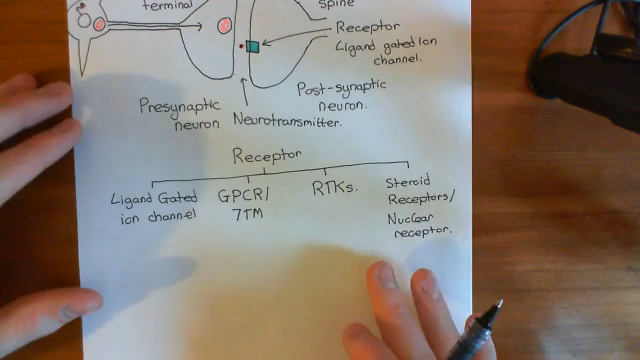 terminal
spine
Receptor
Ligand gated ion
channel.
Post-synaptic
neuron.
Presynaptic
neuron
Neurotransmitter.
Receptor
Ligand Gated
ion channel
GPCR/
7TM
RTKs.
Steroid
Receptors/
Nuclear
receptor.